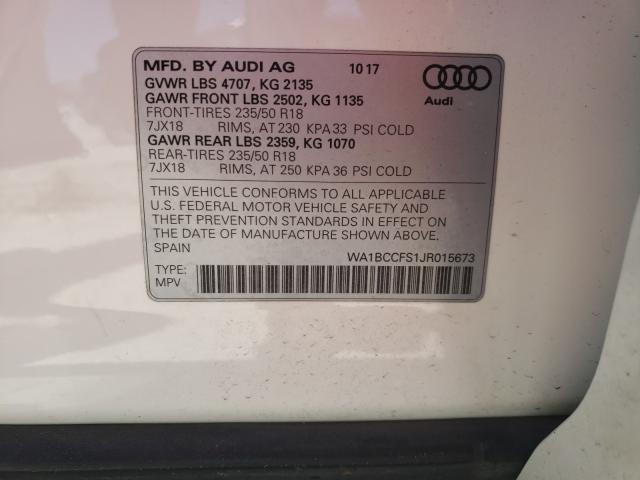 MFD. BY AUDI AG 10 17
GVWR LBS 4707, KG 2135
GAWR FRONT LBS 2502, KG 1135
FRONT-TIRES 235/50 R18
7JX18 RIMS, AT 230 KPA 33 PSI COLD
GAWR REAR LBS 2359, KG 1070
REAR-TIRES 235/50 R18
7JX18 RIMS, AT 250 KPA 36 PSI COLD
Audi
THIS VEHICLE CONFORMS TO ALL APPLICABLE
U.S. FEDERAL MOTOR VEHICLE SAFETY AND
THEFT PREVENTION STANDARDS IN EFFECT ON
THE DATE OF MANUFACTURE SHOWN ABOVE.
SPAIN WA1BCCFS1JR015673
TYPE:
MPV